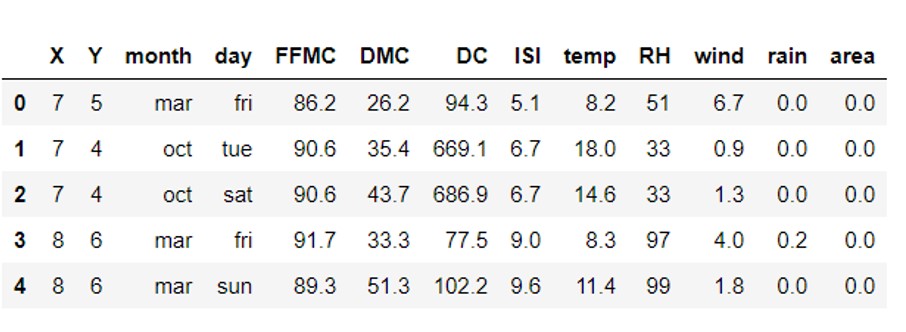 X Y month day FFMC DMC DC ISI temp RH wind rain area
0 7 5 mar fri 86.2 26.2 94.3 5.1 8.2 51 6.7 0.0 0.0
1 7 4 oct tue 90.6 35.4 669.1 6.7 18.0 33 0.9 0.0 0.0
2 7 4 oct sat 90.6 43.7 686.9 6.7 14.6 33 1.3 0.0 0.0
3 8 6 mar fri 91.7 33.3 77.5 9.0 8.3 97 4.0 0.2 0.0
4 8 6 mar sun 89.3 51.3 102.2 9.6 11.4 99 1.8 0.0 0.0